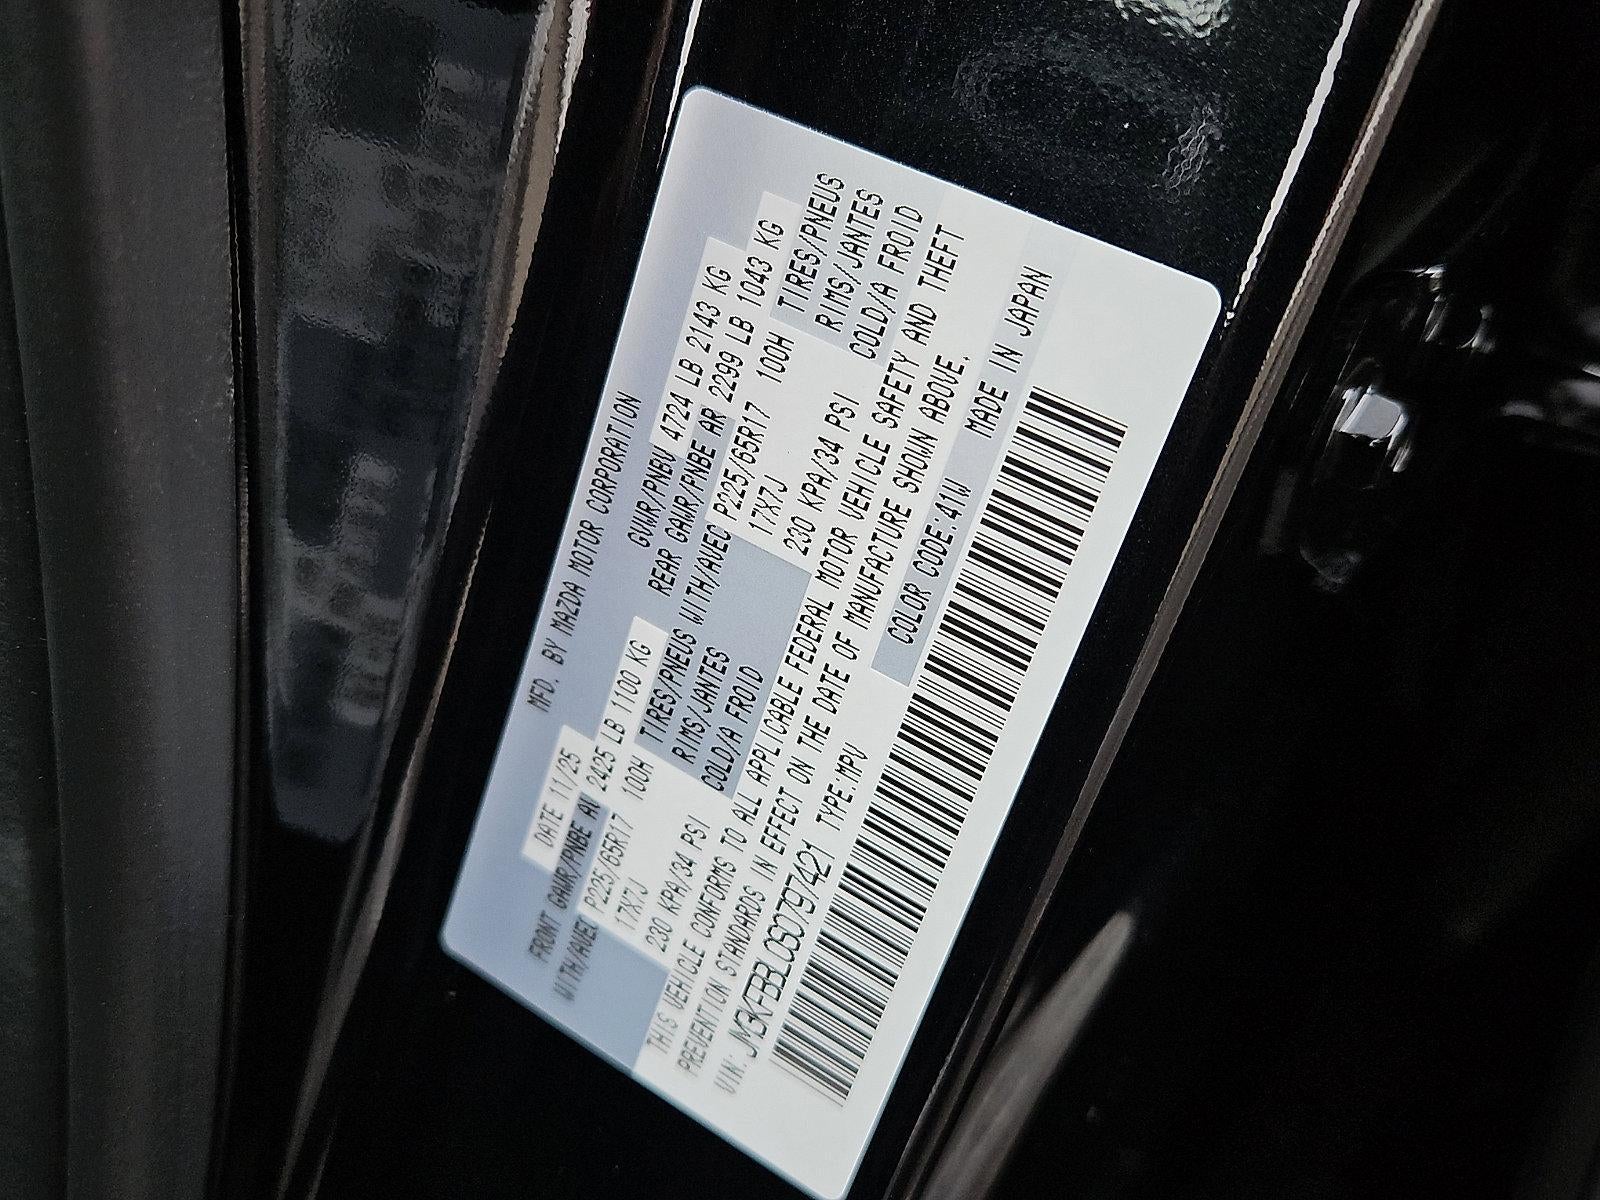 MFD. BY MAZDA MOTOR CORPORATION
DATE 11/25 GVWR/PNBV 4724 LB 2143 KG
FRONT GAWR/PNBE AV 2425 LB 1100 KG REAR GAWR/PNBE AR 2299 LB 1043 KG
WITH/AVEC P225/65R17 100H TIRES/PNEUS WITH/AVEC P225/65R17 100H TIRES/PNEUS
17X7J RIMS/JANTES 17X7J RIMS/JANTES
230 KPA/34 PSI COLD/A FROID 230 KPA/34 PSI COLD/A FROID
THIS VEHICLE CONFORMS TO ALL APPLICABLE FEDERAL MOTOR VEHICLE SAFETY AND THEFT
PREVENTION STANDARDS IN EFFECT ON THE DATE OF MANUFACTURE SHOWN ABOVE.
VIN: JM3KFBBL0S0797421 TYPE:MPV COLOR CODE:41W MADE IN JAPAN